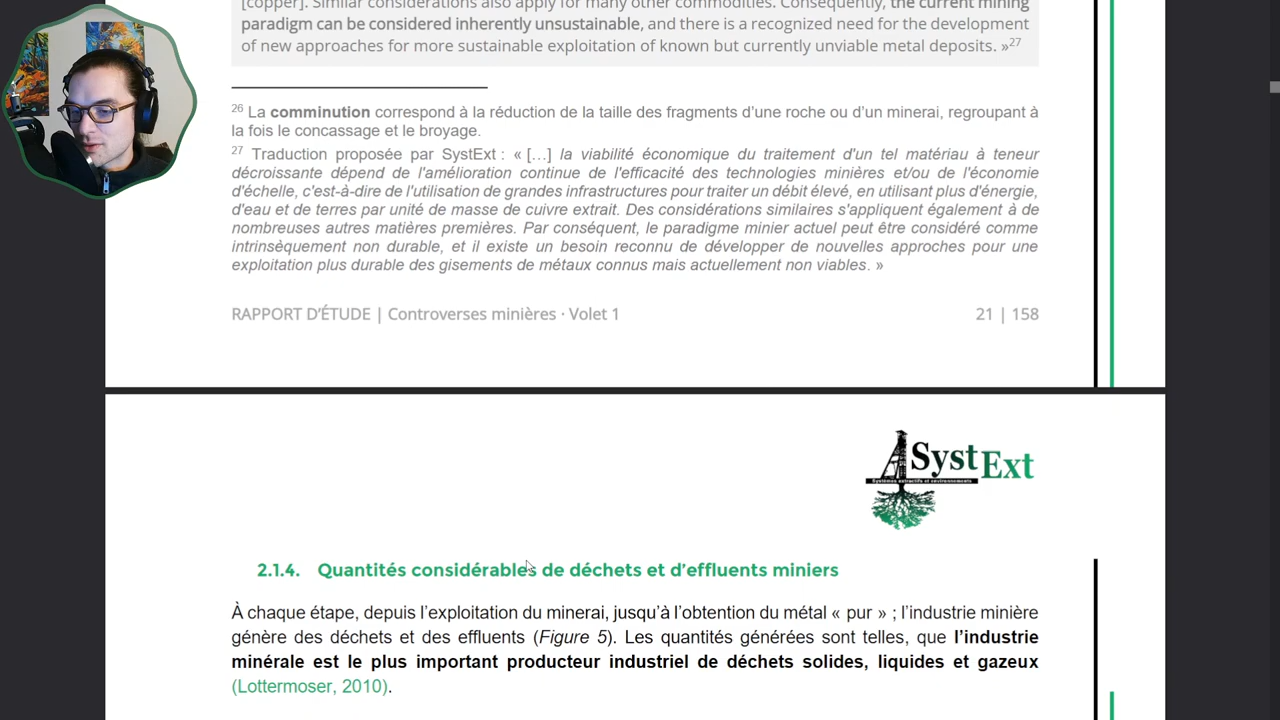 [copper]. Similar considerations also apply for many other commodities. Consequently, the current mining
paradigm can be considered inherently unsustainable, and there is a recognized need for the development
of new approaches for more sustainable exploitation of known but currently unviable metal deposits. »27
26 La comminution correspond à la réduction de la taille des fragments d'une roche ou d'un minerai, regroupant à
la fois le concassage et le broyage.
27 Traduction proposée par SystExt : « […] la viabilité économique du traitement d'un tel matériau à teneur
décroissante dépend de l'amélioration continue de l'efficacité des technologies minières et/ou de l'économie
d'échelle, c'est-à-dire de l'utilisation de grandes infrastructures pour traiter un débit élevé, en utilisant plus d'énergie,
d'eau et de terres par unité de masse de cuivre extrait. Des considérations similaires s'appliquent également à de
nombreuses autres matières premières. Par conséquent, le paradigme minier actuel peut être considéré comme
intrinsèquement non durable, et il existe un besoin reconnu de développer de nouvelles approches pour une
exploitation plus durable des gisements de métaux connus mais actuellement non viables. »
RAPPORT D'ÉTUDE | Controverses minières · Volet 1 21 | 158
SystExt
Systèmes extractifs et environnements
2.1.4. Quantités considérables de déchets et d'effluents miniers
À chaque étape, depuis l'exploitation du minerai, jusqu'à l'obtention du métal « pur » ; l'industrie minière
génère des déchets et des effluents (Figure 5). Les quantités générées sont telles, que l'industrie
minérale est le plus important producteur industriel de déchets solides, liquides et gazeux
(Lottermoser, 2010).